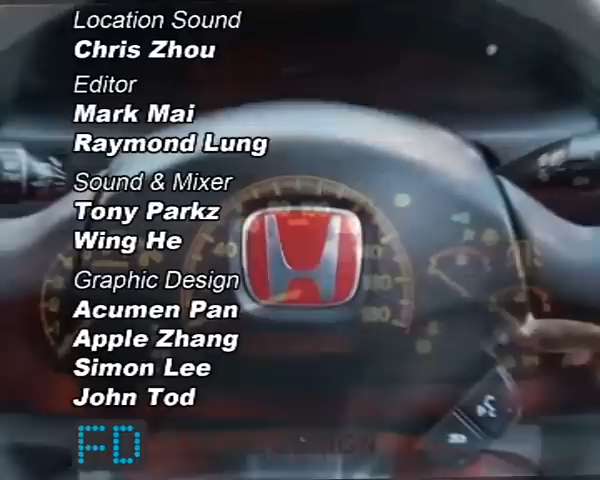 Location Sound
Chris Zhou
Editor
Mark Mai
Raymond Lung
Sound & Mixer
Tony Parkz
Wing He
Graphic Design
Acumen Pan
Apple Zhang
Simon Lee
John Tod
FD